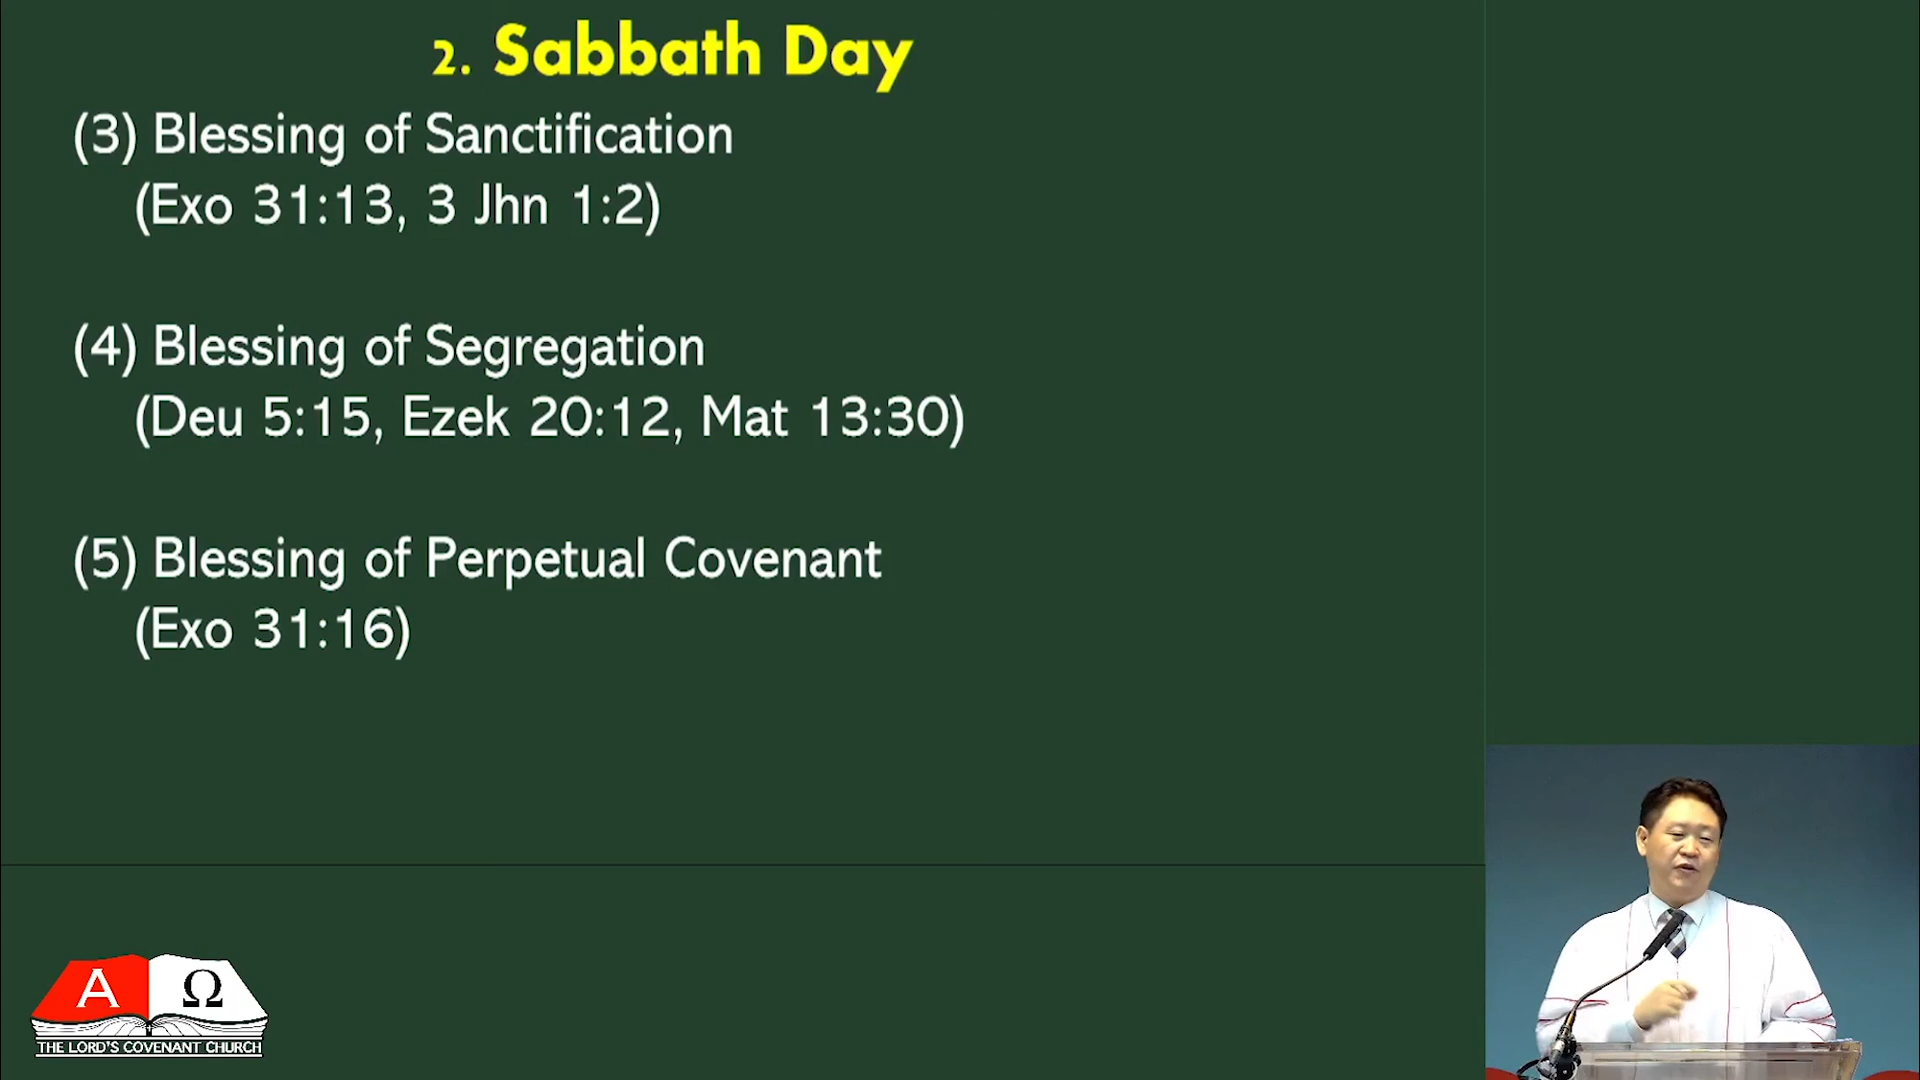 2. Sabbath Day
(3) Blessing of Sanctification
(Exo 31:13, 3 Jhn 1:2)
(4) Blessing of Segregation
(Deu 5:15, Ezek 20:12, Mat 13:30)
(5) Blessing of Perpetual Covenant
(Exo 31:16)
Α Ω
THE LORD'S COVENANT CHURCH